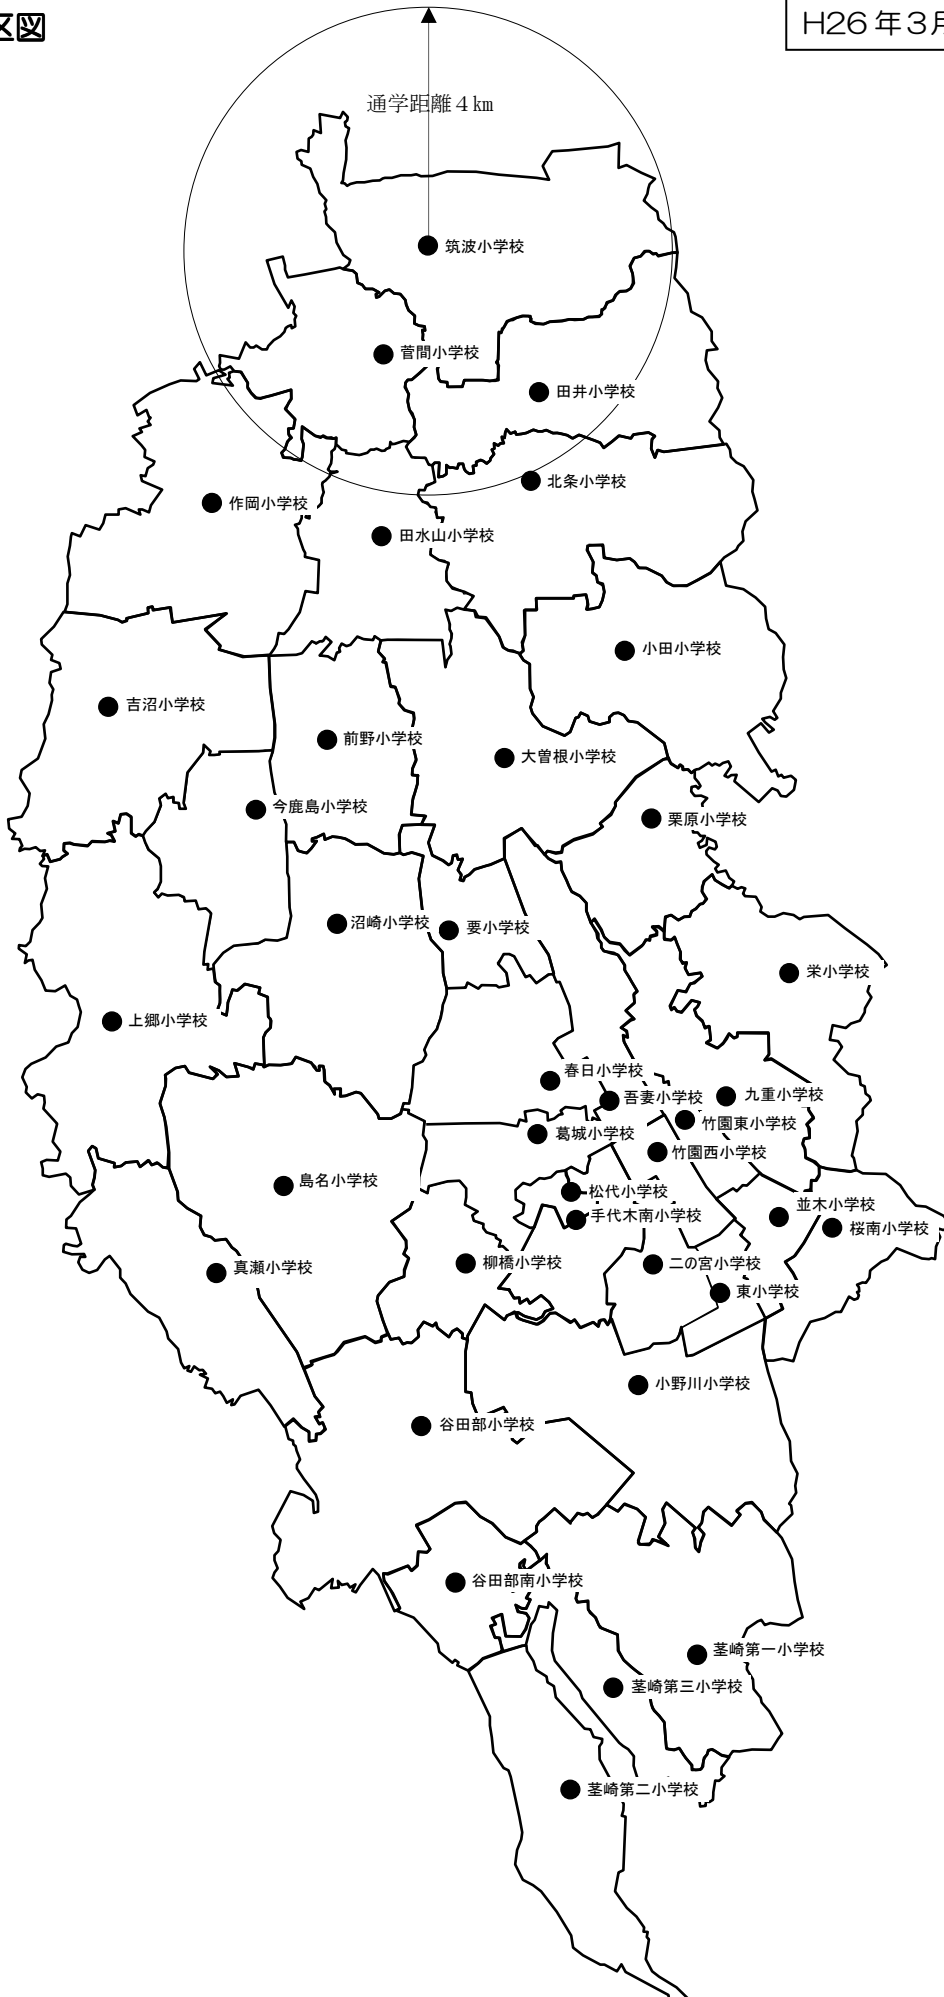 区図
H26年3月
通学距離4km
筑波小学校
菅間小学校
田井小学校
北条小学校
作岡小学校
田水山小学校
小田小学校
吉沼小学校
前野小学校
大曽根小学校
今鹿島小学校
栗原小学校
沼崎小学校
要小学校
栄小学校
上郷小学校
春日小学校
吾妻小学校
九重小学校
竹園東小学校
葛城小学校
竹園西小学校
島名小学校
松代小学校
並木小学校
手代木南小学校
桜南小学校
真瀬小学校
柳橋小学校
二の宮小学校
東小学校
小野川小学校
谷田部小学校
谷田部南小学校
茎崎第一小学校
茎崎第三小学校
茎崎第二小学校